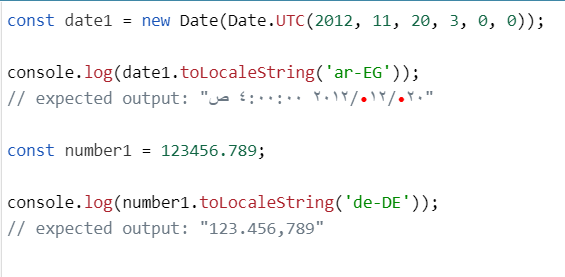 const date1 = new Date(Date.UTC(2012, 11, 20, 3, 0, 0));
console.log(date1.toLocaleString('ar-EG'));
// expected output: "٢٠•/١٢•/٢٠١٢ ٤:٠٠:٠٠ ص"
const number1 = 123456.789;
console.log(number1.toLocaleString('de-DE'));
// expected output: "123.456,789"